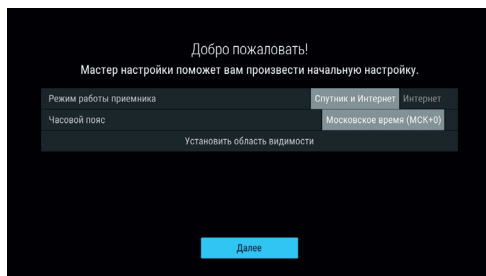 Добро пожаловать!
Мастер настройки поможет вам произвести начальную настройку.
Режим работы приемника Спутник и Интернет Интернет
Часовой пояс Московское время (МСК+0)
Установить область видимости
Далее